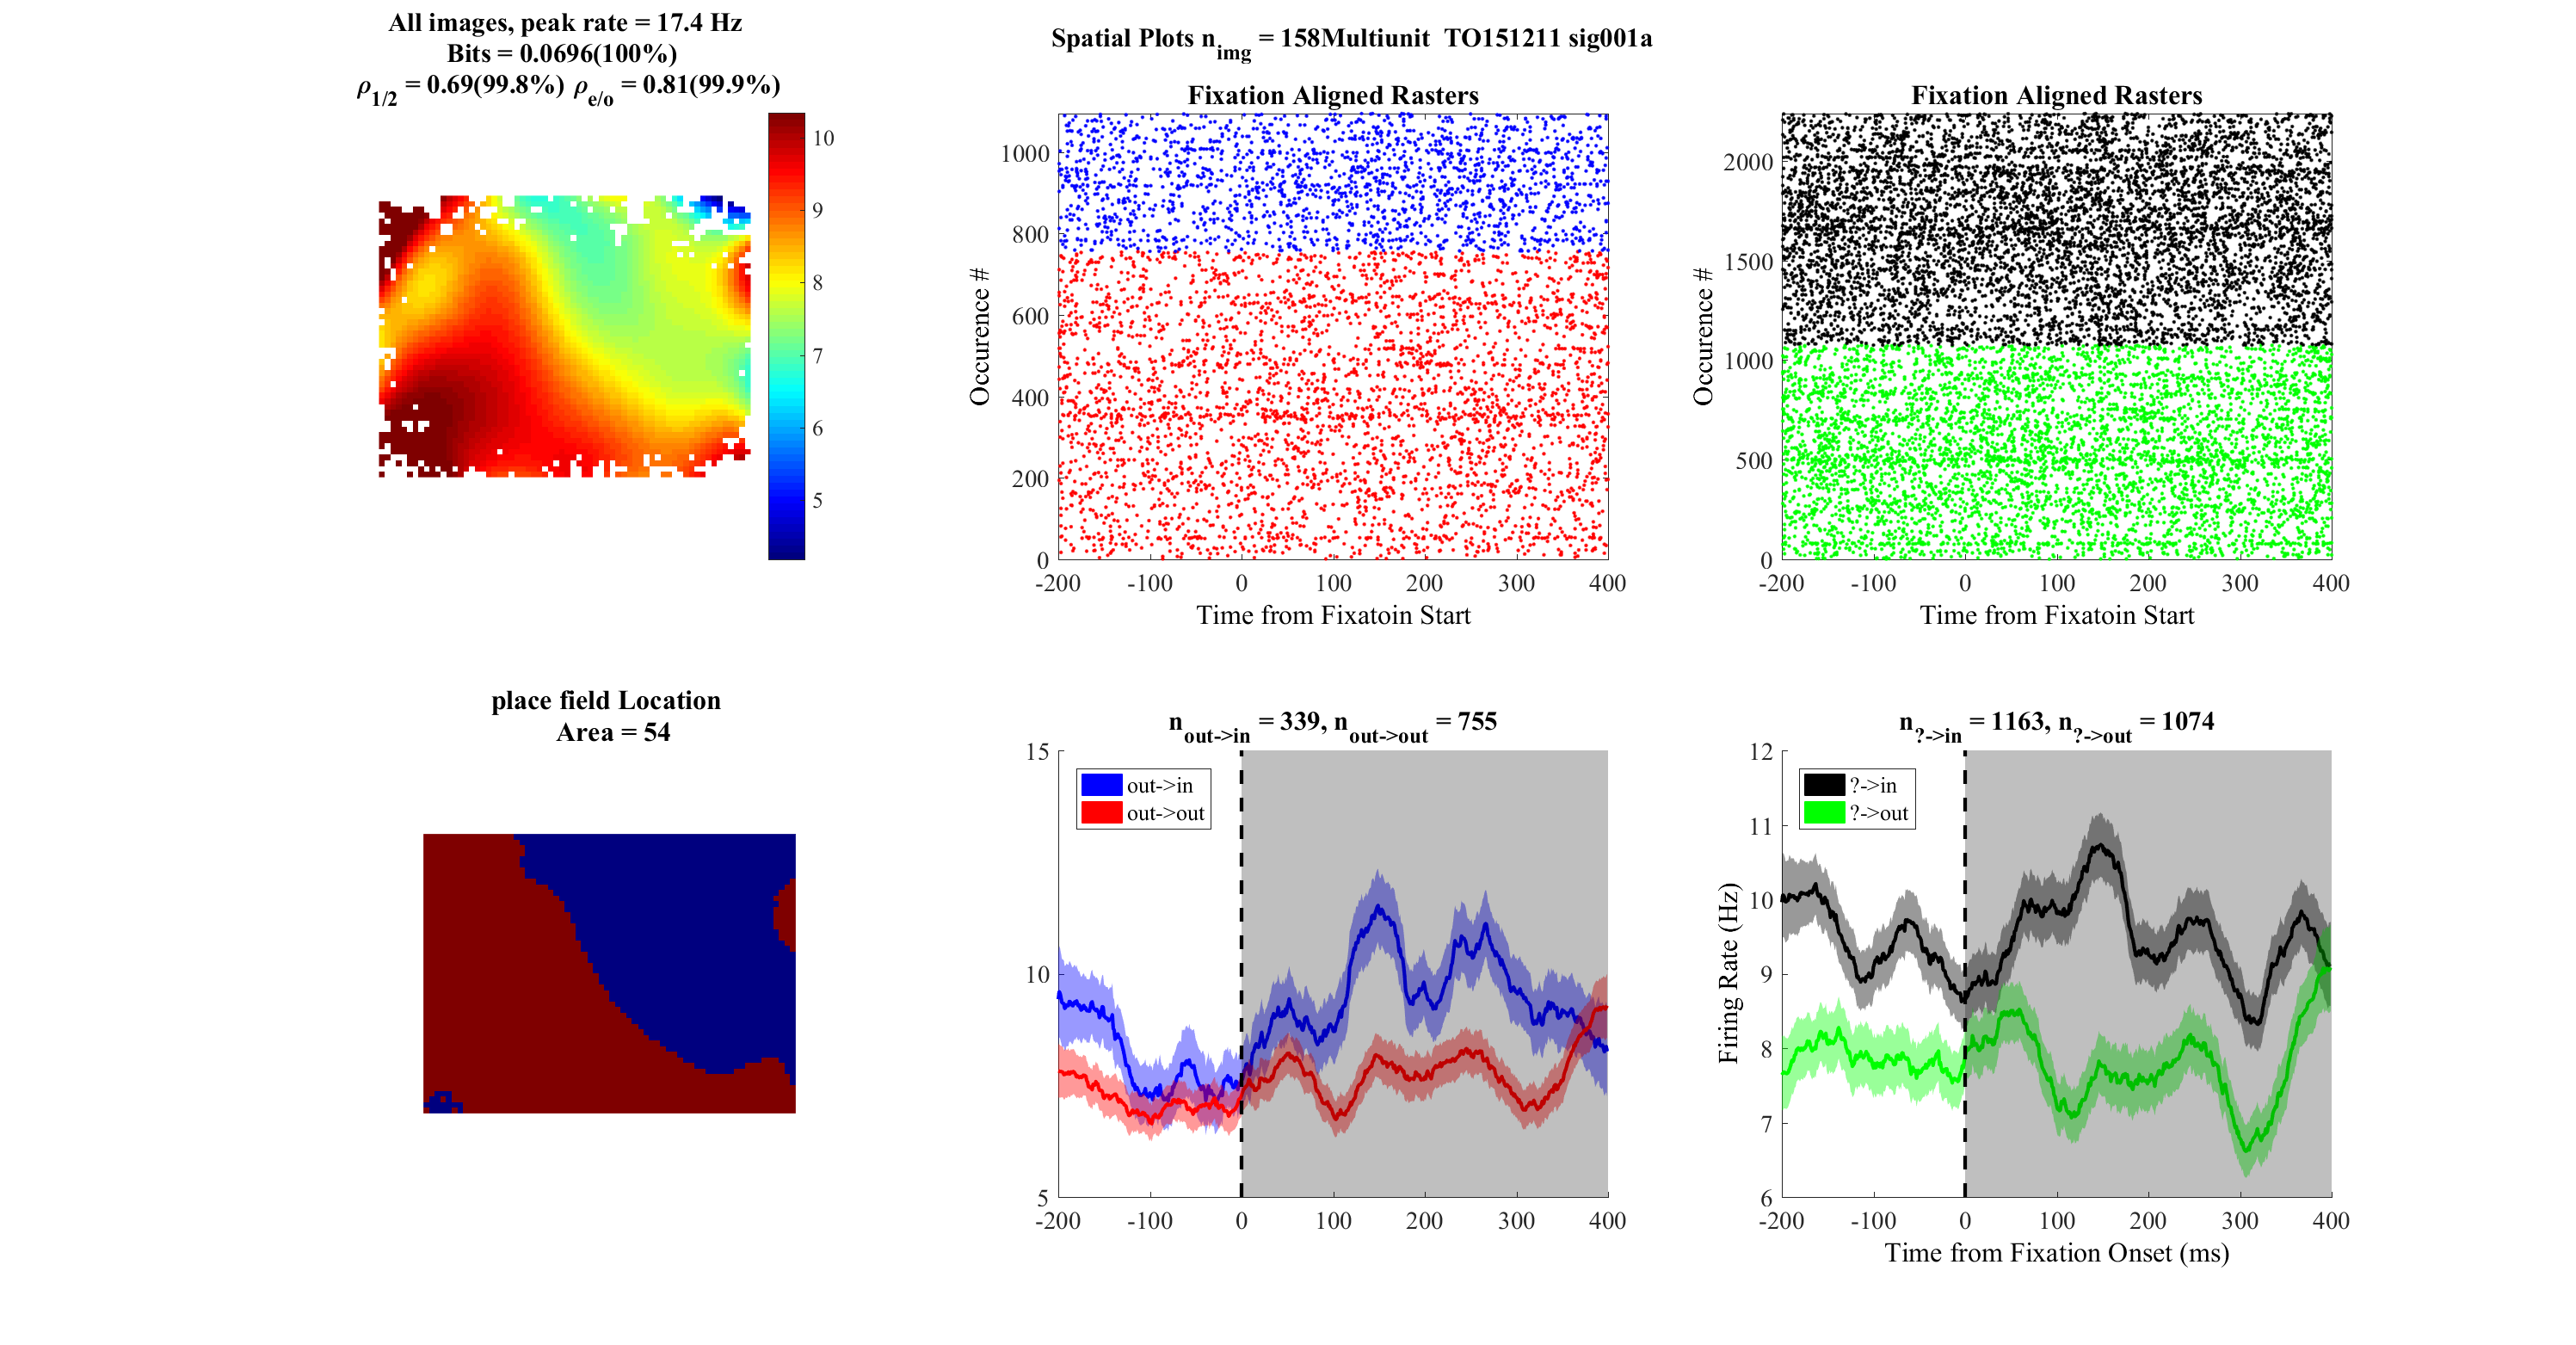 All images, peak rate = 17.4 Hz
Bits = 0.0696(100%)
ρ1/2 = 0.69(99.8%) ρe/o = 0.81(99.9%)
10
9
8
7
6
5
Spatial Plots nimg = 158Multiunit TO151211 sig001a
Fixation Aligned Rasters
Occurence #
1000
800
600
400
200
0
-200 -100 0 100 200 300 400
Time from Fixatoin Start
Fixation Aligned Rasters
Occurence #
2000
1500
1000
500
0
-200 -100 0 100 200 300 400
Time from Fixatoin Start
place field Location
Area = 54
nout->in = 339, nout->out = 755
15
10
5
out->in
out->out
-200 -100 0 100 200 300 400
n?->in = 1163, n?->out = 1074
Firing Rate (Hz)
12
11
10
9
8
7
6
?->in
?->out
-200 -100 0 100 200 300 400
Time from Fixation Onset (ms)